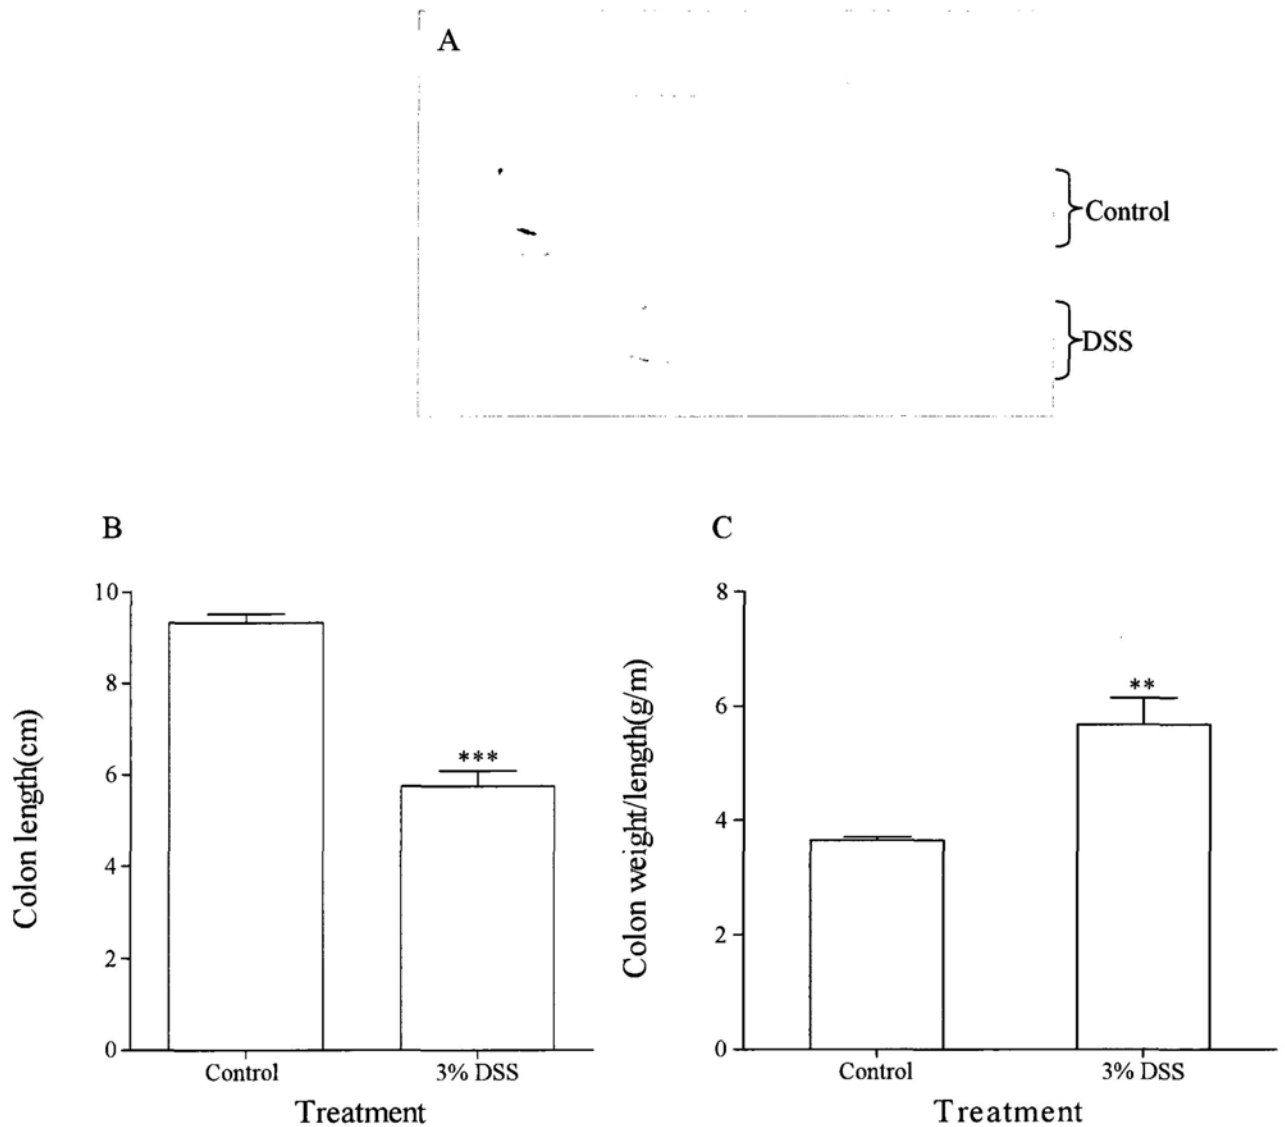 A
Control
DSS
B
10
8
6
4
2
0
Colon length(cm)
***
Control
3% DSS
Treatment
C
8
6
4
2
0
Colon weight/length(g/m)
**
Control
3% DSS
Treatment